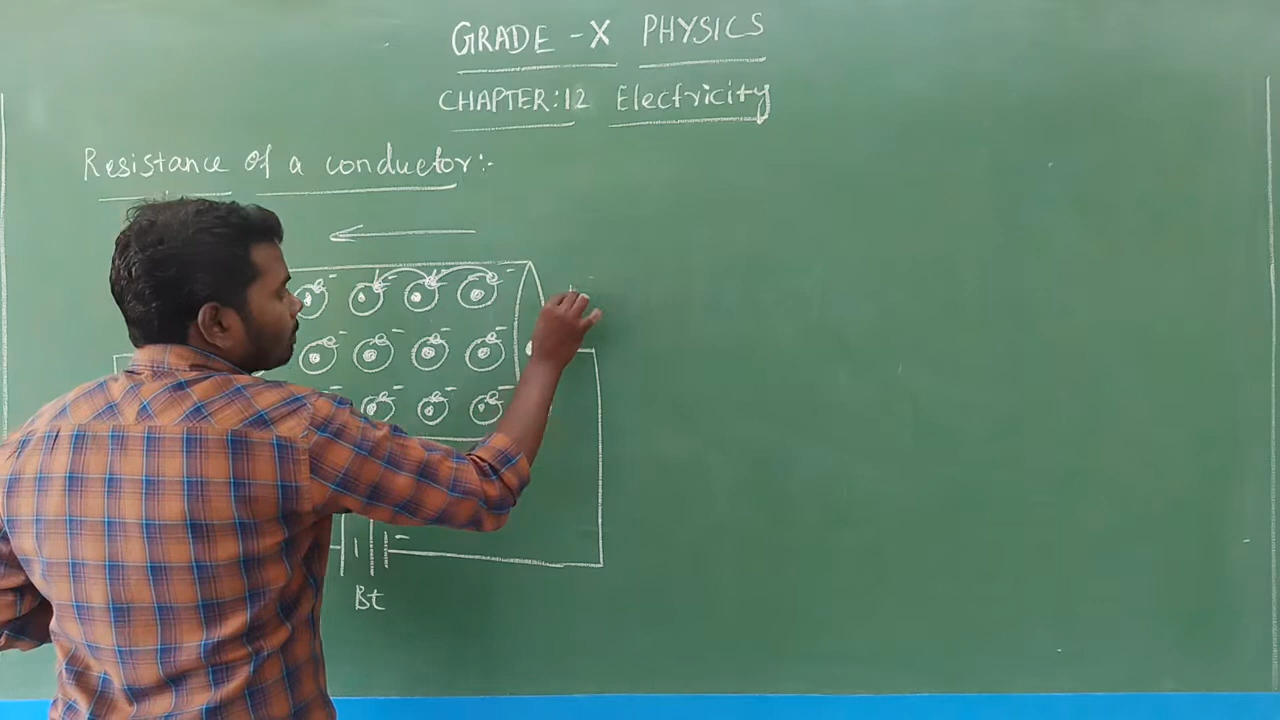 GRADE - X PHYSICS
CHAPTER: 12 Electricity
Resistance of a conductor:-
Bt